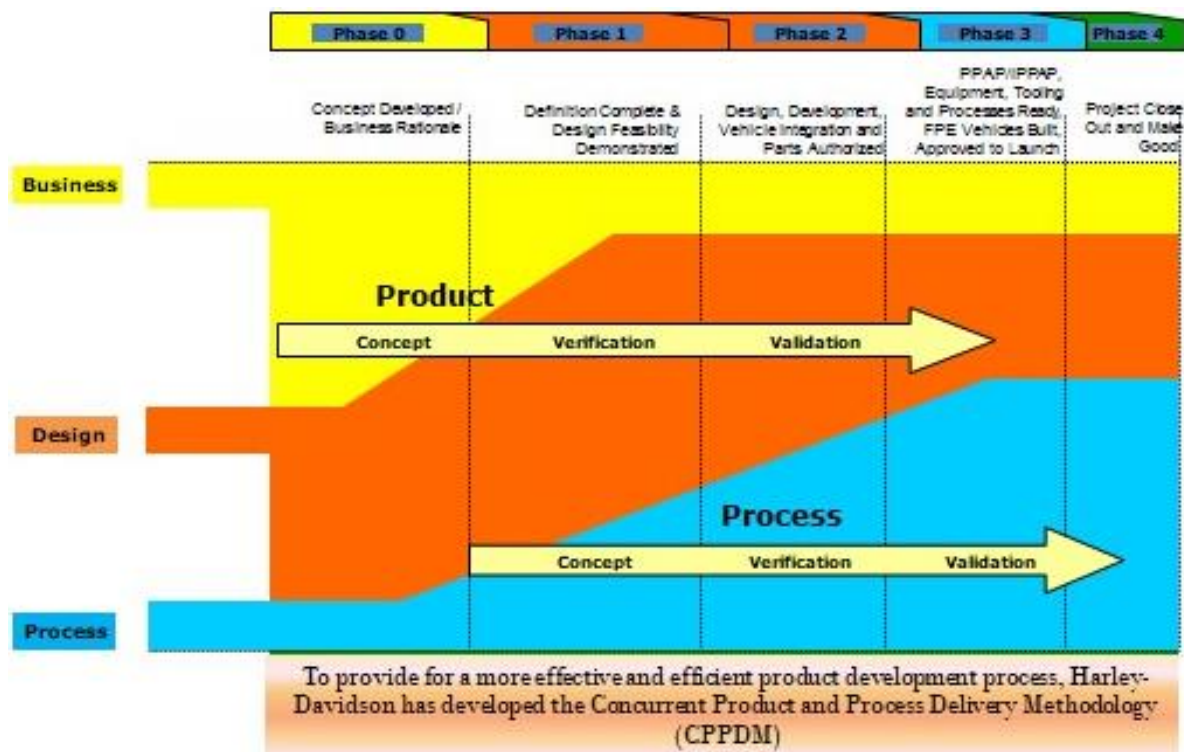 Phase 0
Phase 1
Phase 2
Phase 3
Phase 4
Concept Developed /
Business Rationale
Definition Complete &
Design Feasibility
Demonstrated
Design, Development,
Vehicle Integration and
Parts Authorized
PPAP/IPPAP,
Equipment, Tooling
and Processes Ready,
FPE Vehicles Built,
Approved to Launch
Project Close
Out and Make
Good
Business
Product
Concept
Verification
Validation
Design
Process
Concept
Verification
Validation
Process
To provide for a more effective and efficient product development process, Harley-
Davidson has developed the Concurrent Product and Process Delivery Methodology
(CPPDM)